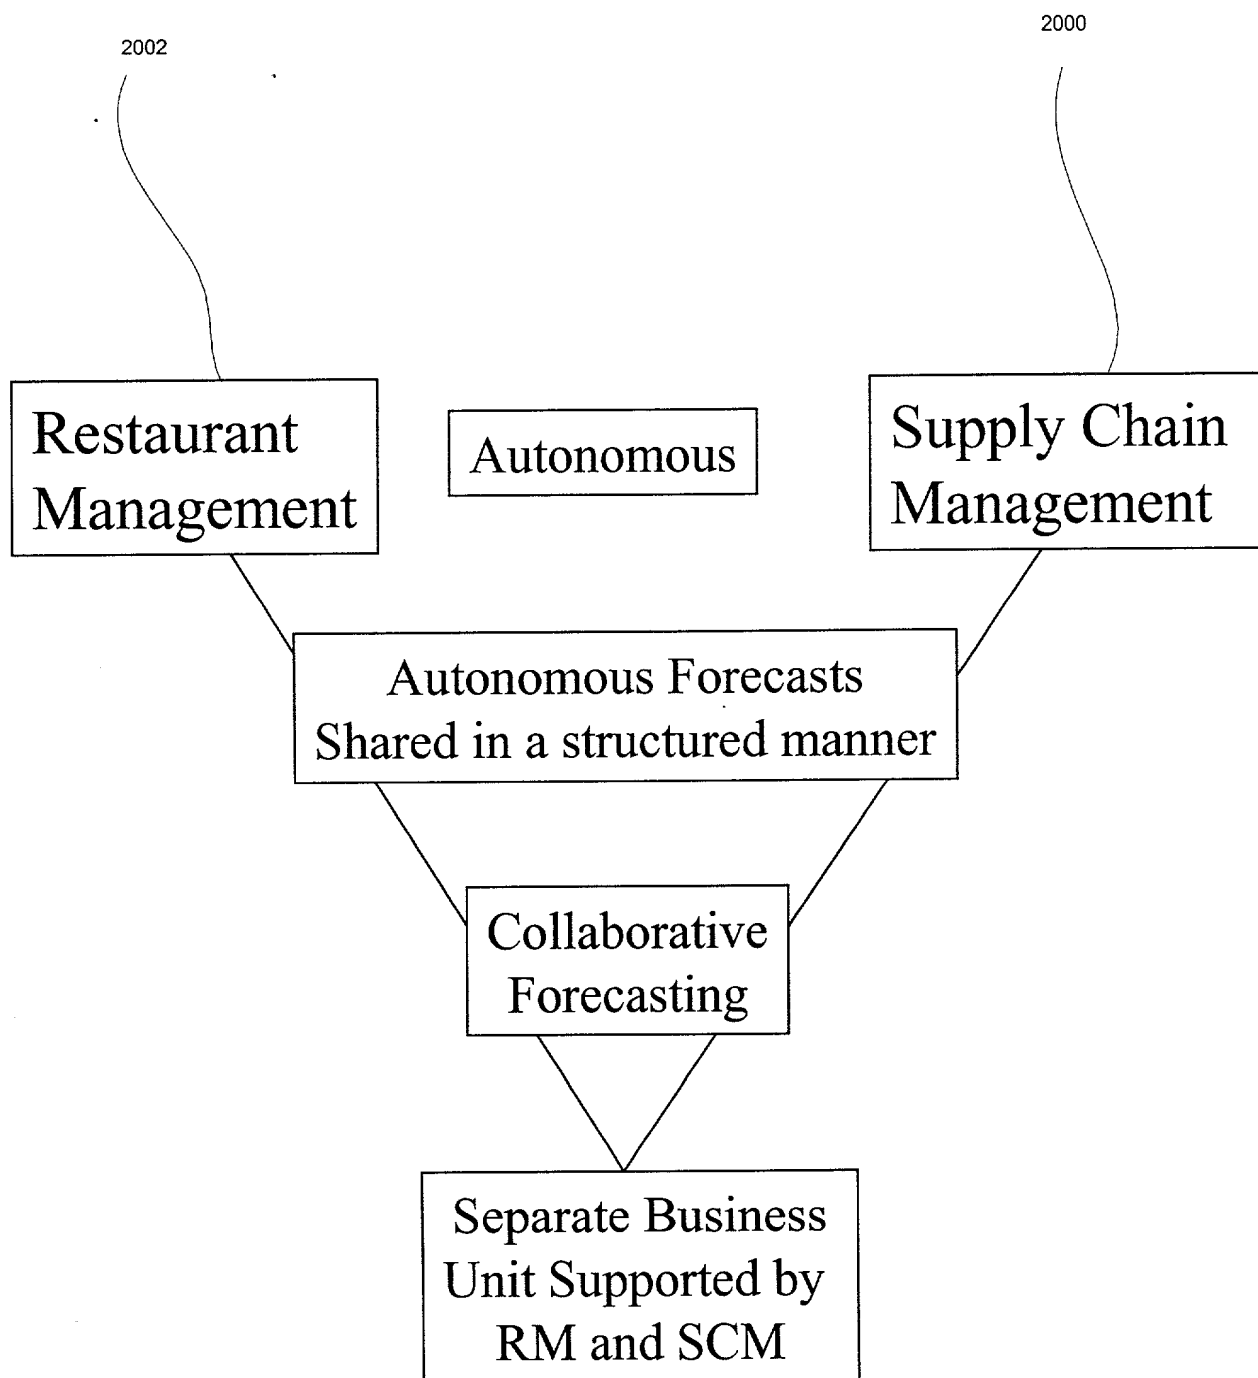 2002
2000
Restaurant
Management
Autonomous
Supply Chain
Management
Autonomous Forecasts
Shared in a structured manner
Collaborative
Forecasting
Separate Business
Unit Supported by
RM and SCM